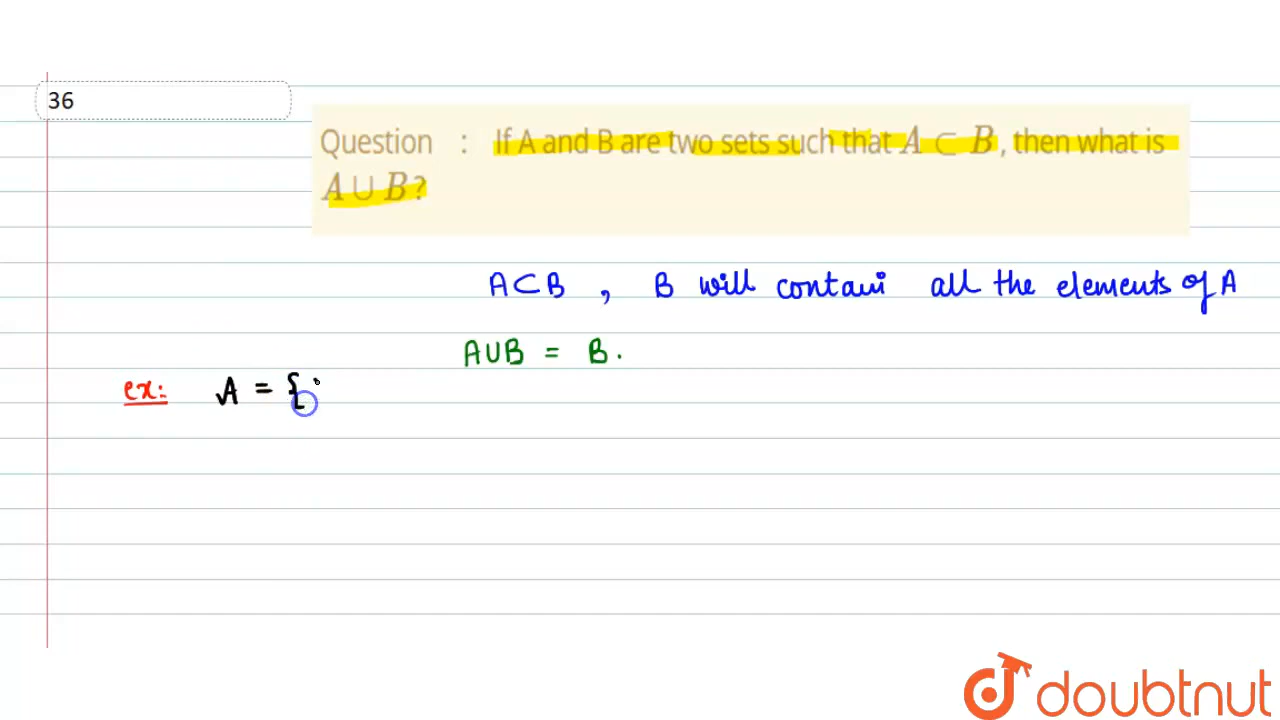 36
Question : If A and B are two sets such that A ⊂ B , then what is
A ∪ B ?
A⊂B , B will contain all the elements of A
A∪B = B.
ex: A = {
doubtnut